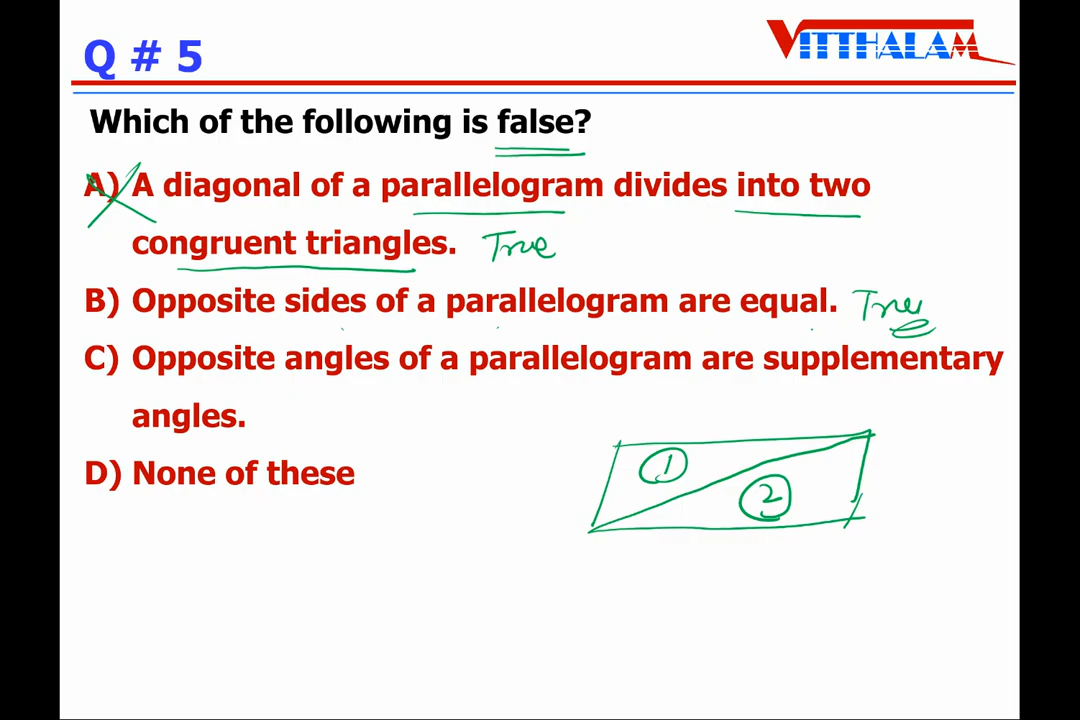 Q # 5
VITTHALAM
Which of the following is false?
A) A diagonal of a parallelogram divides into two
congruent triangles. True
B) Opposite sides of a parallelogram are equal. True
C) Opposite angles of a parallelogram are supplementary
angles.
D) None of these
1
2